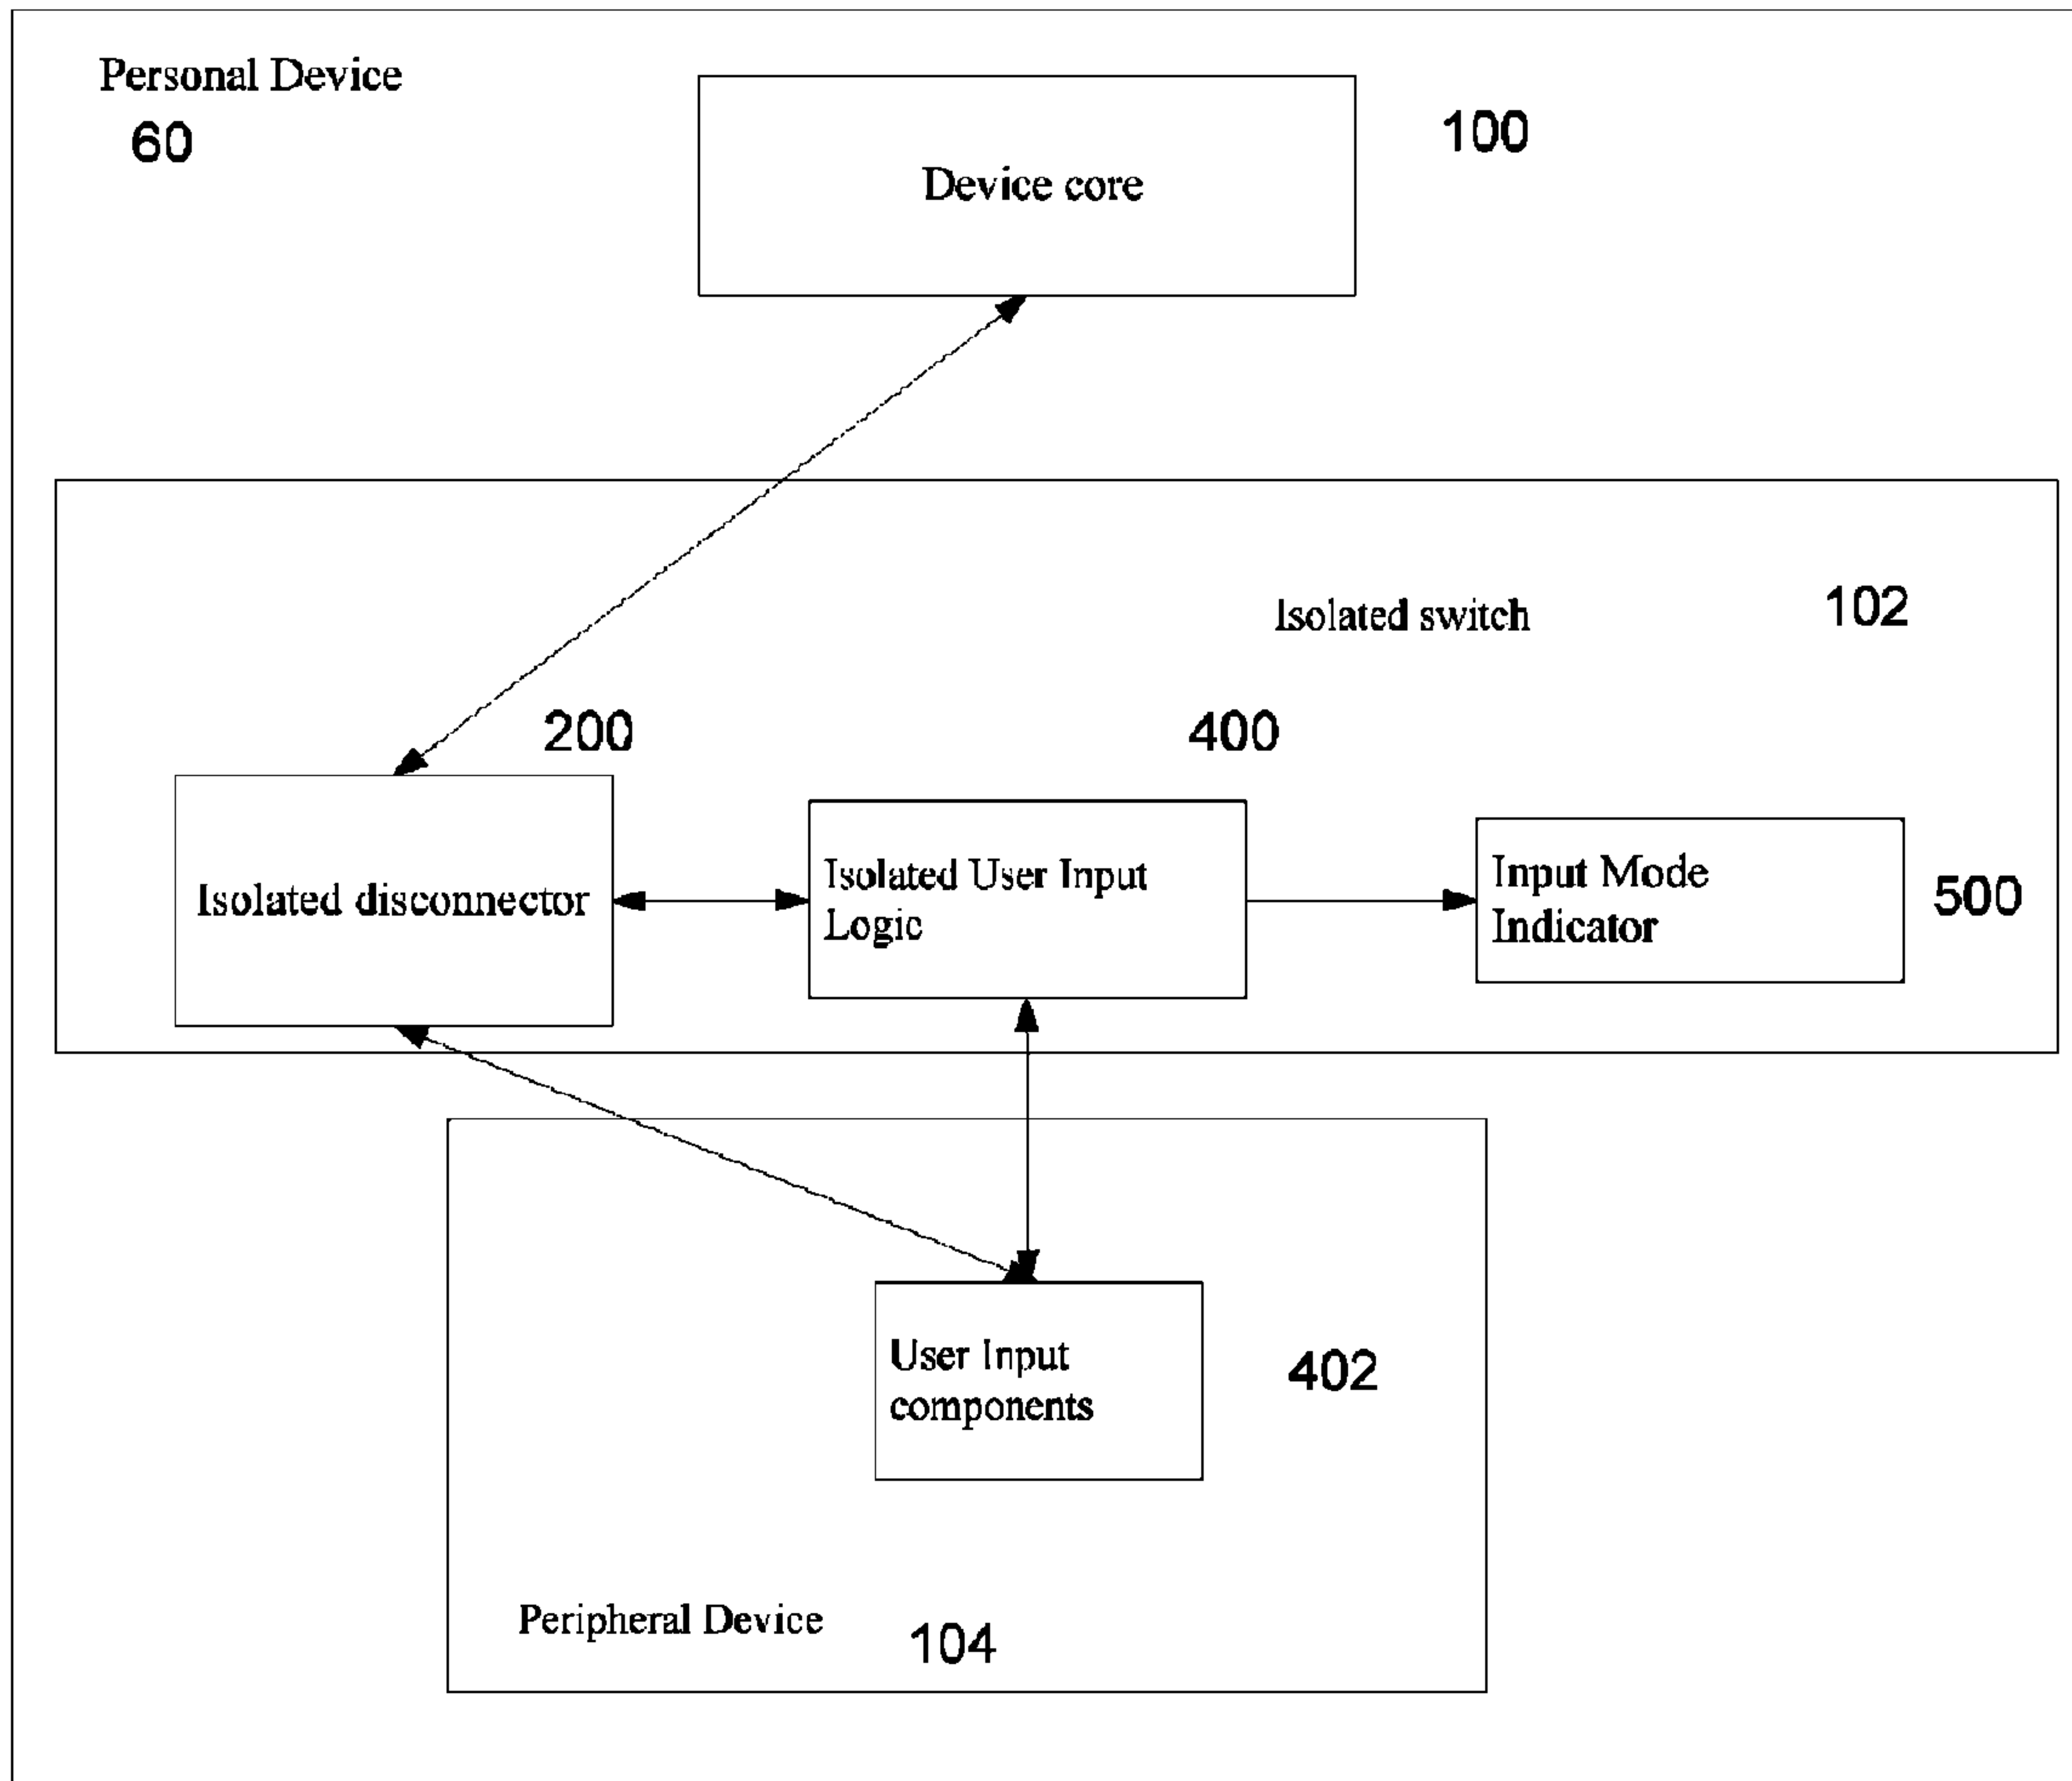 Personal Device
60
Device core
100
Isolated switch
102
200
400
Isolated disconnector
Isolated User Input
Logic
Input Mode
Indicator
500
User Input
components
402
Peripheral Device
104